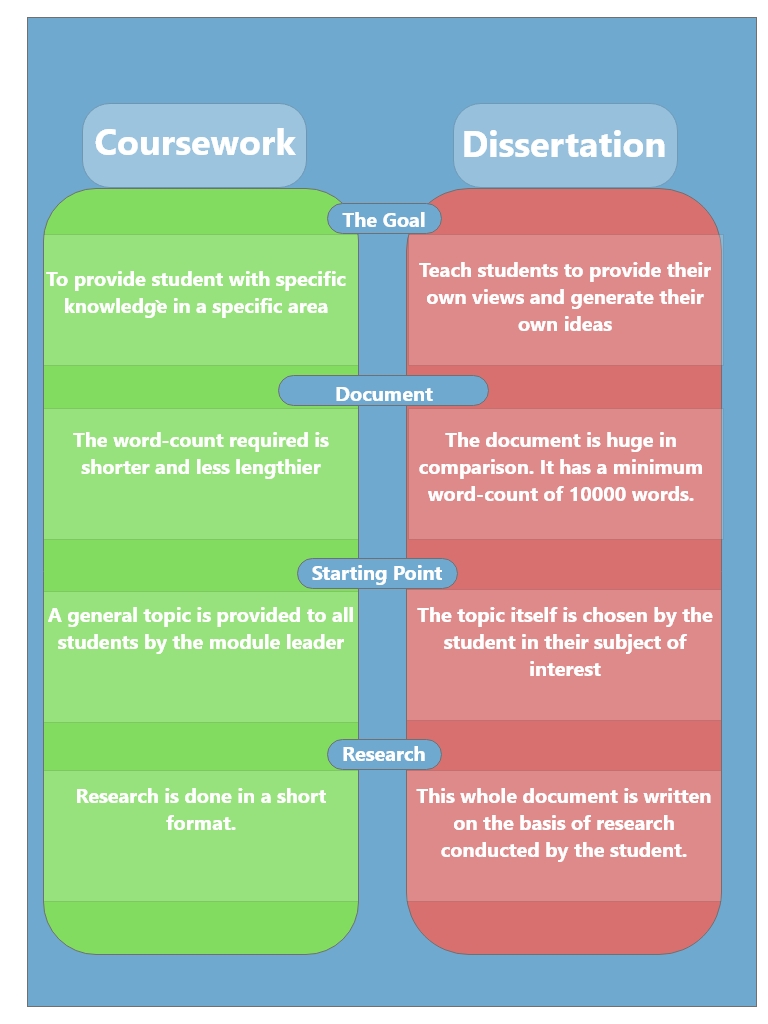 Coursework
Dissertation
The Goal
To provide student with specific
knowledge in a specific area
Teach students to provide their
own views and generate their
own ideas
Document
The word-count required is
shorter and less lengthier
The document is huge in
comparison. It has a minimum
word-count of 10000 words.
Starting Point
A general topic is provided to all
students by the module leader
The topic itself is chosen by the
student in their subject of
interest
Research
Research is done in a short
format.
This whole document is written
on the basis of research
conducted by the student.